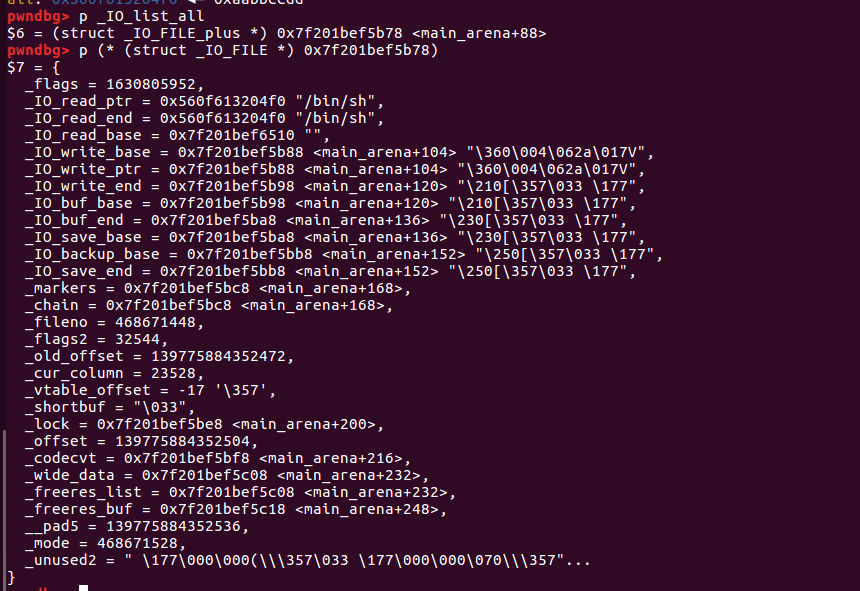 pwndbg> p _IO_list_all
$6 = (struct _IO_FILE_plus *) 0x7f201bef5b78 <main_arena+88>
pwndbg> p (* (struct _IO_FILE *) 0x7f201bef5b78)
$7 = {
  _flags = 1630805952,
  _IO_read_ptr = 0x560f613204f0 "/bin/sh",
  _IO_read_end = 0x560f613204f0 "/bin/sh",
  _IO_read_base = 0x7f201bef6510 "",
  _IO_write_base = 0x7f201bef5b88 <main_arena+104> "\360\004\062a\017V",
  _IO_write_ptr = 0x7f201bef5b88 <main_arena+104> "\360\004\062a\017V",
  _IO_write_end = 0x7f201bef5b98 <main_arena+120> "\210[\357\033 \177",
  _IO_buf_base = 0x7f201bef5b98 <main_arena+120> "\210[\357\033 \177",
  _IO_buf_end = 0x7f201bef5ba8 <main_arena+136> "\230[\357\033 \177",
  _IO_save_base = 0x7f201bef5ba8 <main_arena+136> "\230[\357\033 \177",
  _IO_backup_base = 0x7f201bef5bb8 <main_arena+152> "\250[\357\033 \177",
  _IO_save_end = 0x7f201bef5bb8 <main_arena+152> "\250[\357\033 \177",
  _markers = 0x7f201bef5bc8 <main_arena+168>,
  _chain = 0x7f201bef5bc8 <main_arena+168>,
  _fileno = 468671448,
  _flags2 = 32544,
  _old_offset = 139775884352472,
  _cur_column = 23528,
  _vtable_offset = -17 '\357',
  _shortbuf = "\033",
  _lock = 0x7f201bef5be8 <main_arena+200>,
  _offset = 139775884352504,
  _codecvt = 0x7f201bef5bf8 <main_arena+216>,
  _wide_data = 0x7f201bef5c08 <main_arena+232>,
  _freeres_list = 0x7f201bef5c08 <main_arena+232>,
  _freeres_buf = 0x7f201bef5c18 <main_arena+248>,
  __pad5 = 139775884352536,
  _mode = 468671528,
  _unused2 = " \177\000\000(\\\357\033 \177\000\000\070\\\357"...
}